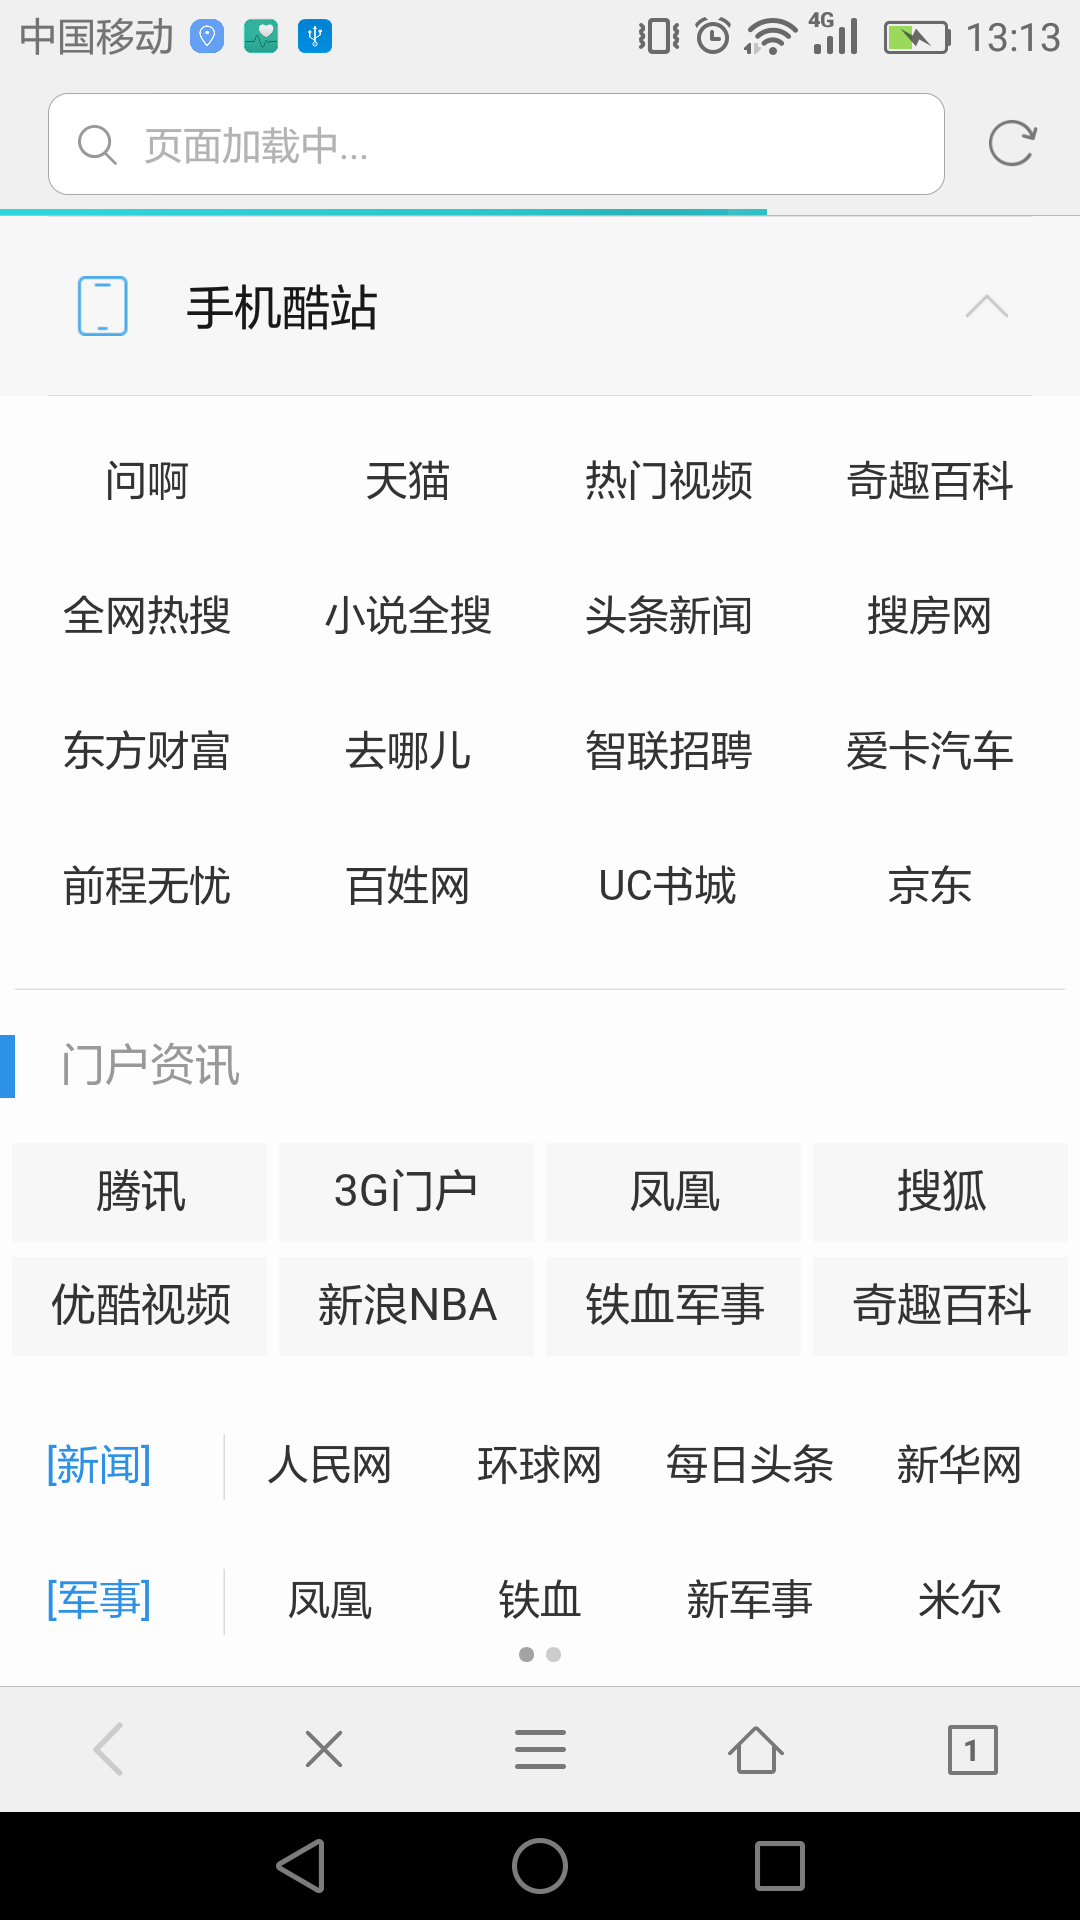 中国移动 4G 13:13
页面加载中...
手机酷站
问啊 天猫 热门视频 奇趣百科
全网热搜 小说全搜 头条新闻 搜房网
东方财富 去哪儿 智联招聘 爱卡汽车
前程无忧 百姓网 UC书城 京东
门户资讯
腾讯 3G门户 凤凰 搜狐
优酷视频 新浪NBA 铁血军事 奇趣百科
[新闻] 人民网 环球网 每日头条 新华网
[军事] 凤凰 铁血 新军事 米尔
1